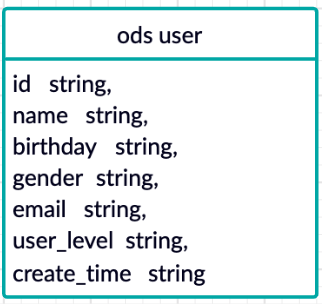 ods user
id string,
name string,
birthday string,
gender string,
email string,
user_level string,
create_time string